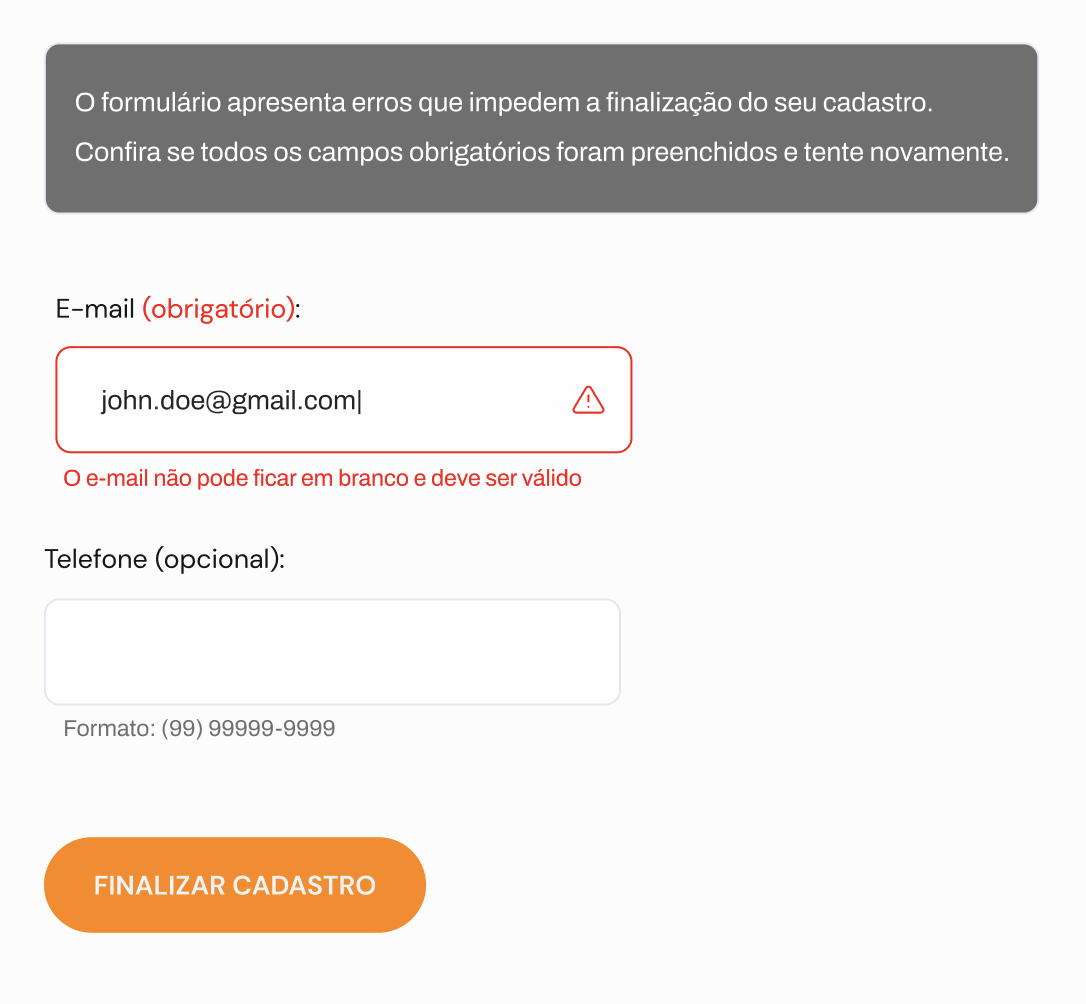 O formulário apresenta erros que impedem a finalização do seu cadastro.
Confira se todos os campos obrigatórios foram preenchidos e tente novamente.
E-mail (obrigatório):
john.doe@gmail.com|
O e-mail não pode ficar em branco e deve ser válido
Telefone (opcional):
Formato: (99) 99999-9999
FINALIZAR CADASTRO